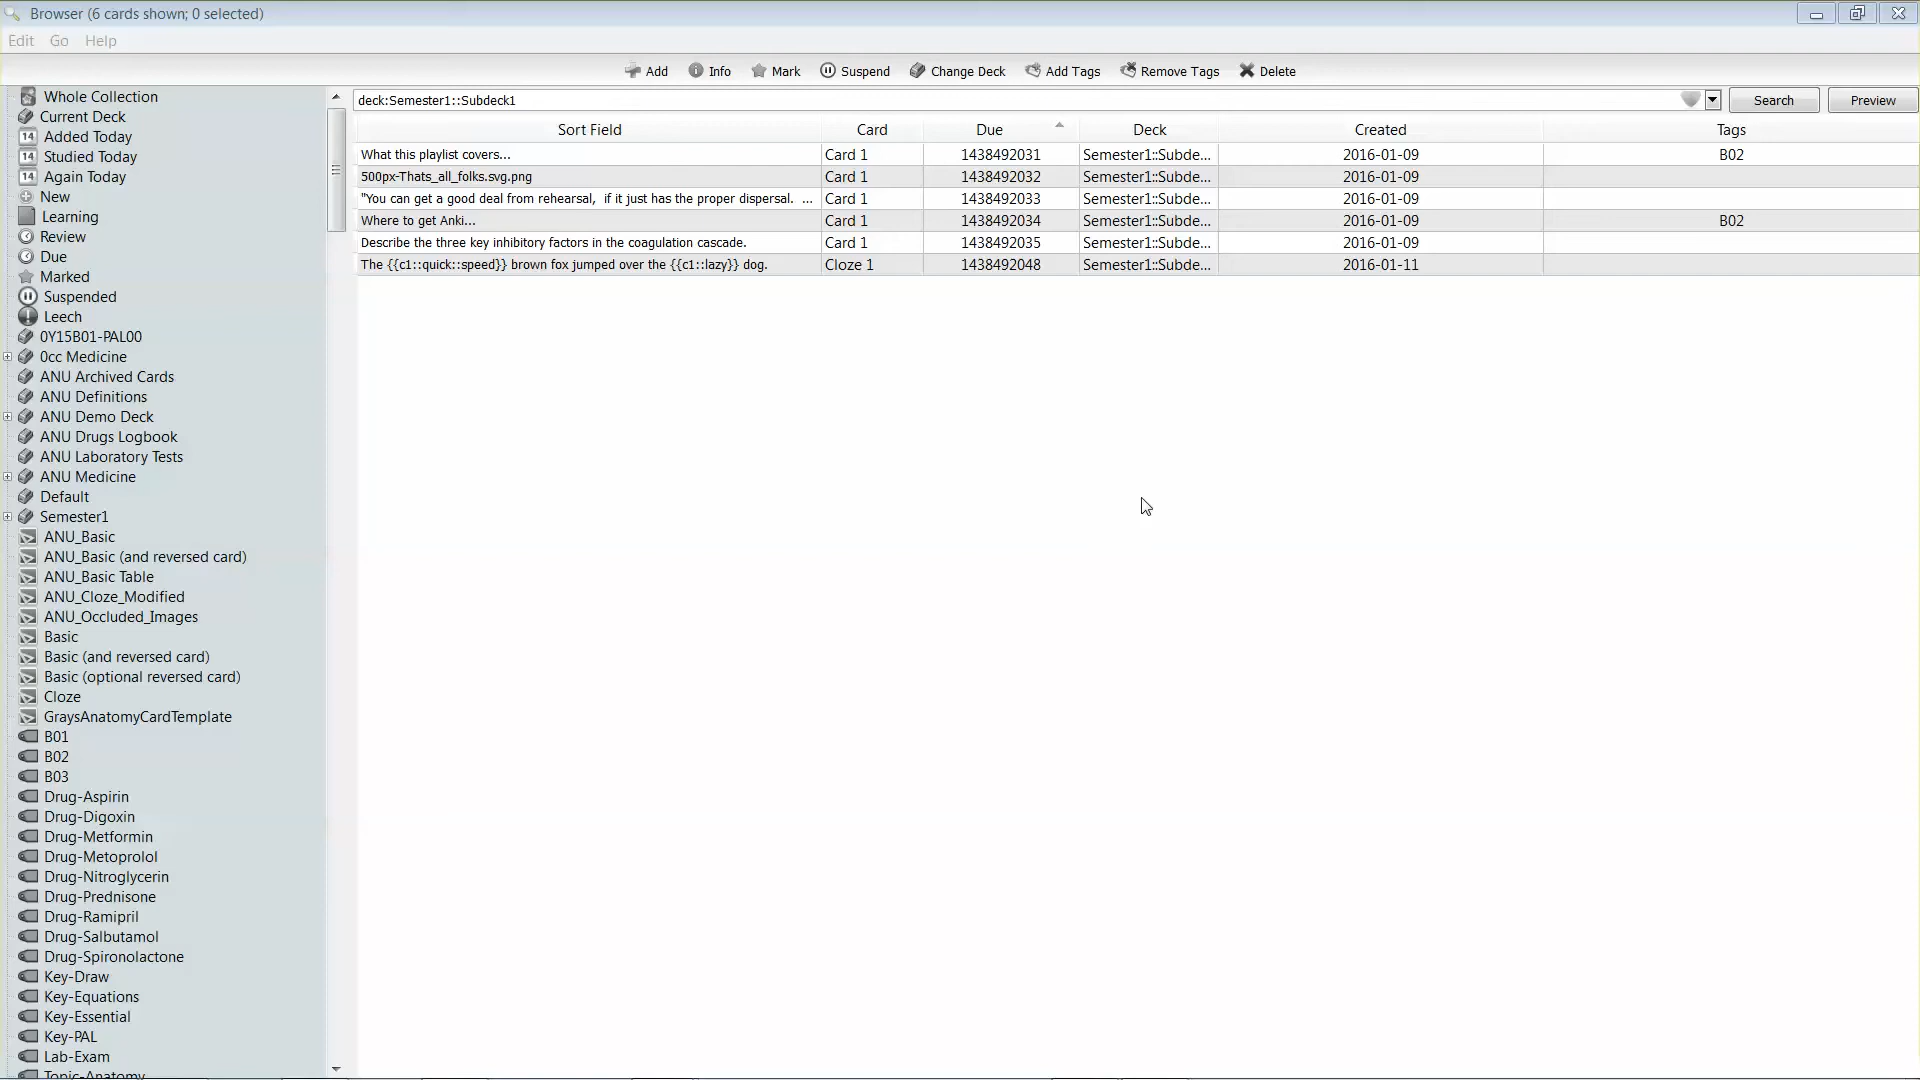 Browser (6 cards shown; 0 selected)
Edit Go Help
Add Info Mark Suspend Change Deck Add Tags Remove Tags Delete
deck:Semester1::Subdeck1 Search Preview
Sort Field Card Due Deck Created Tags
What this playlist covers... Card 1 1438492031 Semester1::Subde... 2016-01-09 B02
500px-Thats_all_folks.svg.png Card 1 1438492032 Semester1::Subde... 2016-01-09
"You can get a good deal from rehearsal, if it just has the proper dispersal. ... Card 1 1438492033 Semester1::Subde... 2016-01-09
Where to get Anki... Card 1 1438492034 Semester1::Subde... 2016-01-09 B02
Describe the three key inhibitory factors in the coagulation cascade. Card 1 1438492035 Semester1::Subde... 2016-01-09
The {{c1::quick::speed}} brown fox jumped over the {{c1::lazy}} dog. Cloze 1 1438492048 Semester1::Subde... 2016-01-11
Whole Collection
Current Deck
14 Added Today
14 Studied Today
14 Again Today
New
Learning
Review
Due
Marked
Suspended
Leech
0Y15B01-PAL00
0cc Medicine
ANU Archived Cards
ANU Definitions
ANU Demo Deck
ANU Drugs Logbook
ANU Laboratory Tests
ANU Medicine
Default
Semester1
ANU_Basic
ANU_Basic (and reversed card)
ANU_Basic Table
ANU_Cloze_Modified
ANU_Occluded_Images
Basic
Basic (and reversed card)
Basic (optional reversed card)
Cloze
GraysAnatomyCardTemplate
B01
B02
B03
Drug-Aspirin
Drug-Digoxin
Drug-Metformin
Drug-Metoprolol
Drug-Nitroglycerin
Drug-Prednisone
Drug-Ramipril
Drug-Salbutamol
Drug-Spironolactone
Key-Draw
Key-Equations
Key-Essential
Key-PAL
Lab-Exam
Topic-Anatomy